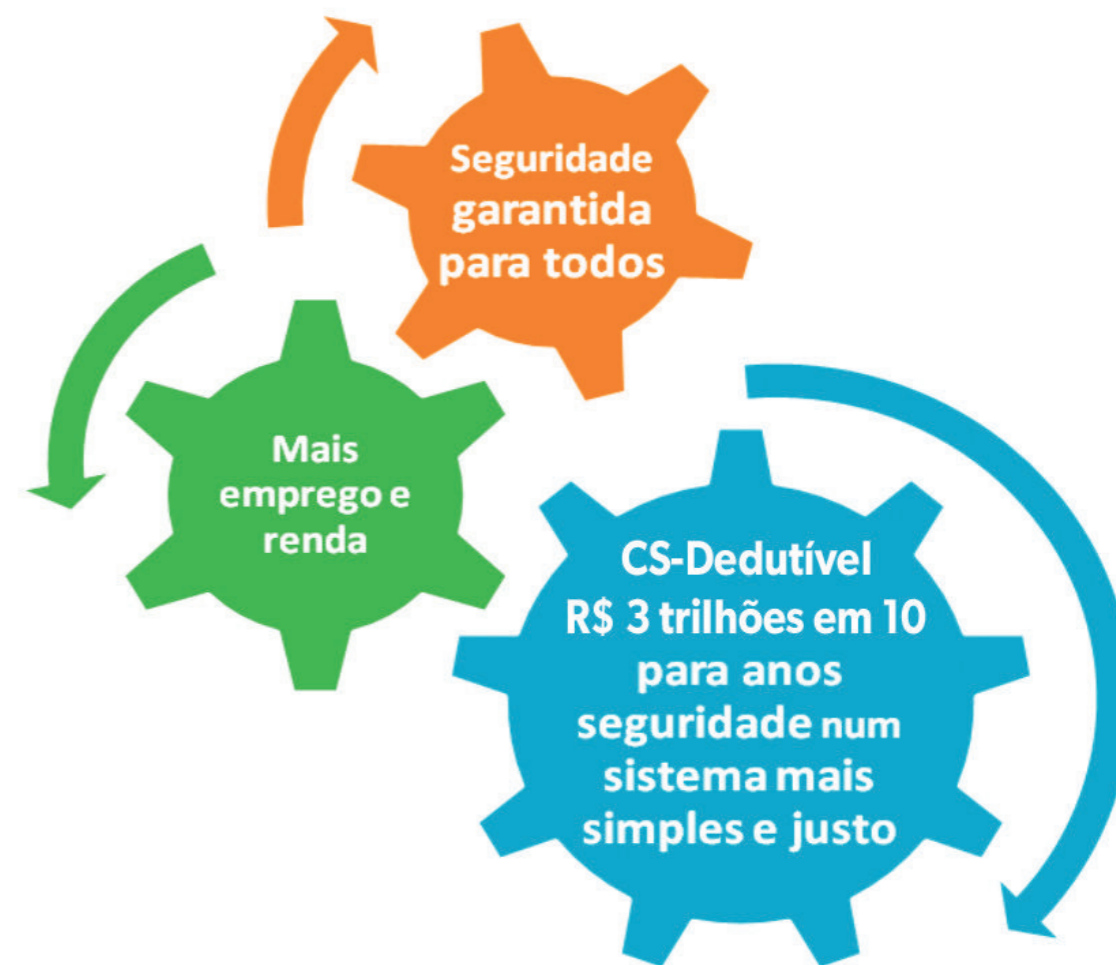 Seguridade
garantida
para todos
Mais
emprego e
renda
CS-Dedutível
R$ 3 trilhões em 10
para anos
seguridade num
sistema mais
simples e justo